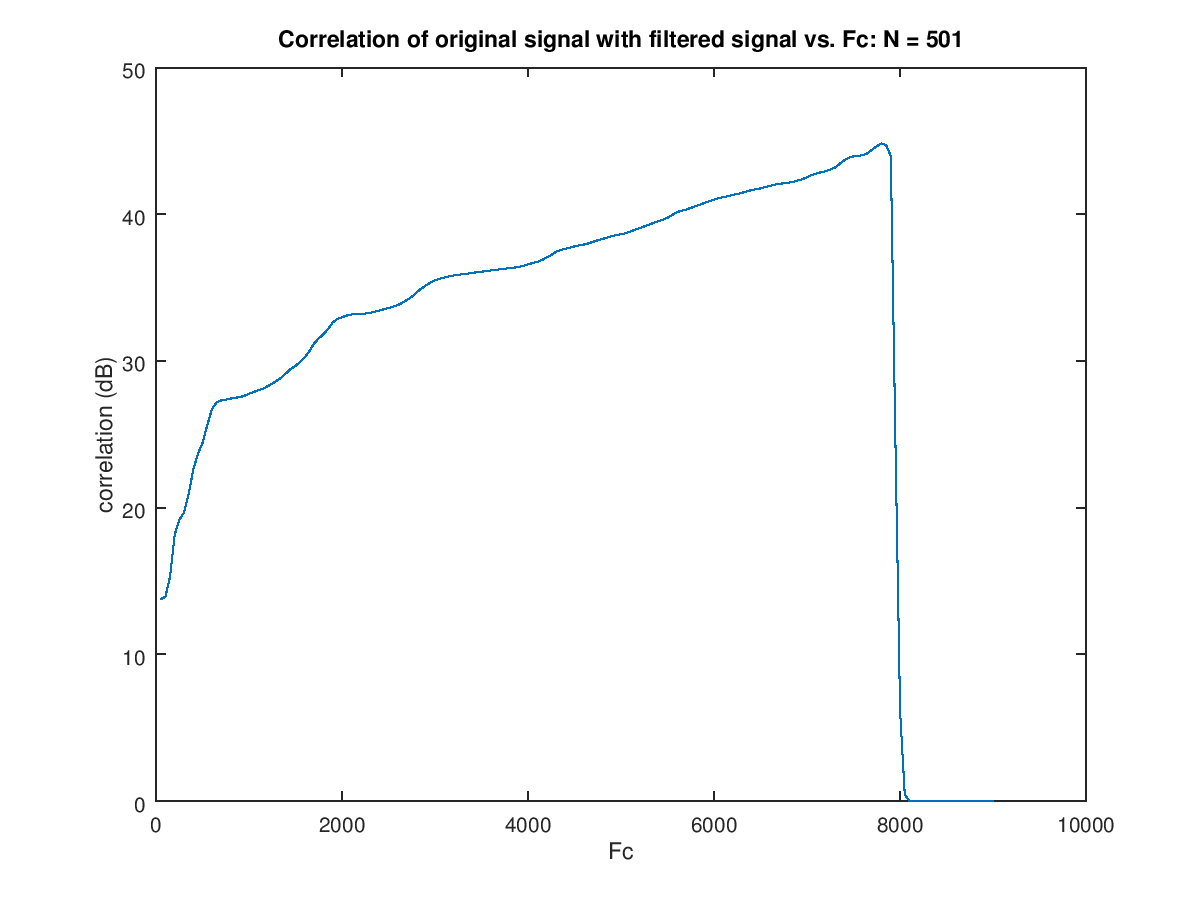 Correlation of original signal with filtered signal vs. Fc: N = 501
50
40
30
20
10
0
correlation (dB)
0 2000 4000 6000 8000 10000
Fc